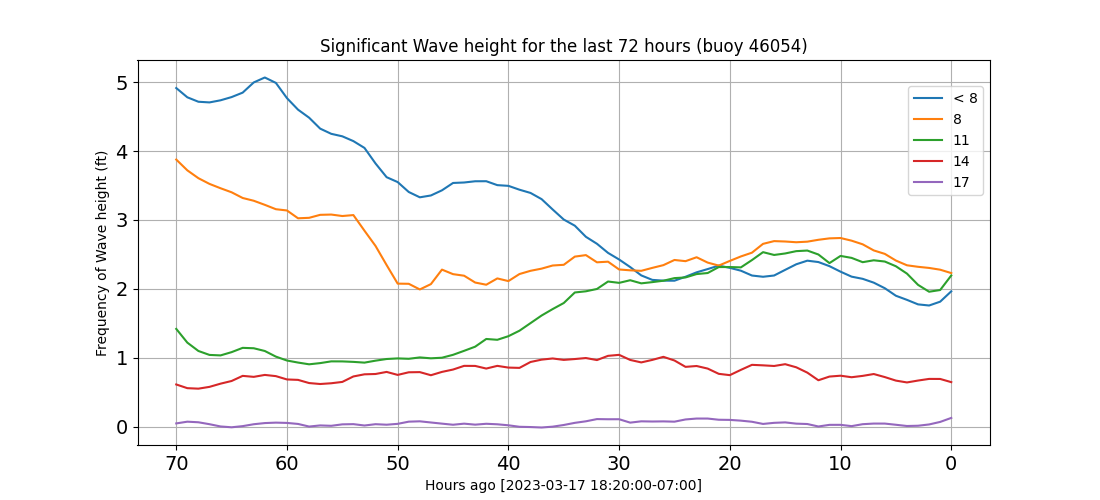 Significant Wave height for the last 72 hours (buoy 46054)
Frequency of Wave height (ft)
5
4
3
2
1
0
< 8
8
11
14
17
70 60 50 40 30 20 10 0
Hours ago [2023-03-17 18:20:00-07:00]